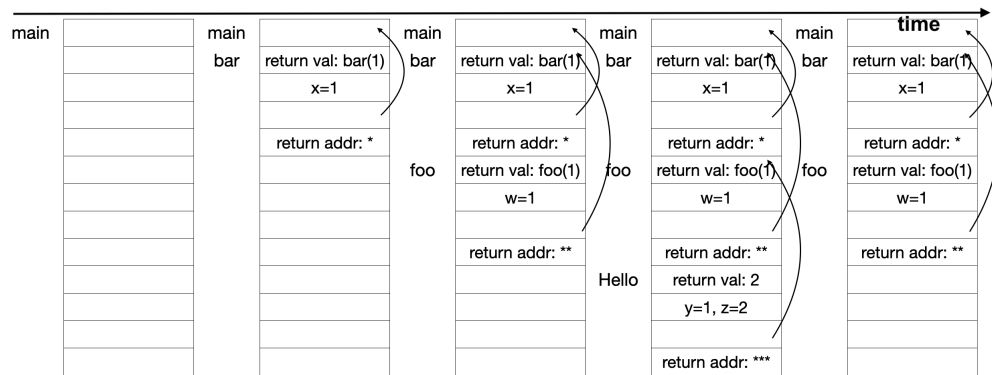 time
main
main
bar
return val: bar(1)
x=1
return addr: *
main
bar
return val: bar(1)
x=1
return addr: *
foo
return val: foo(1)
w=1
return addr: **
main
bar
return val: bar(1)
x=1
return addr: *
foo
return val: foo(1)
w=1
return addr: **
Hello
return val: 2
y=1, z=2
return addr: ***
main
bar
return val: bar(1)
x=1
return addr: *
foo
return val: foo(1)
w=1
return addr: **